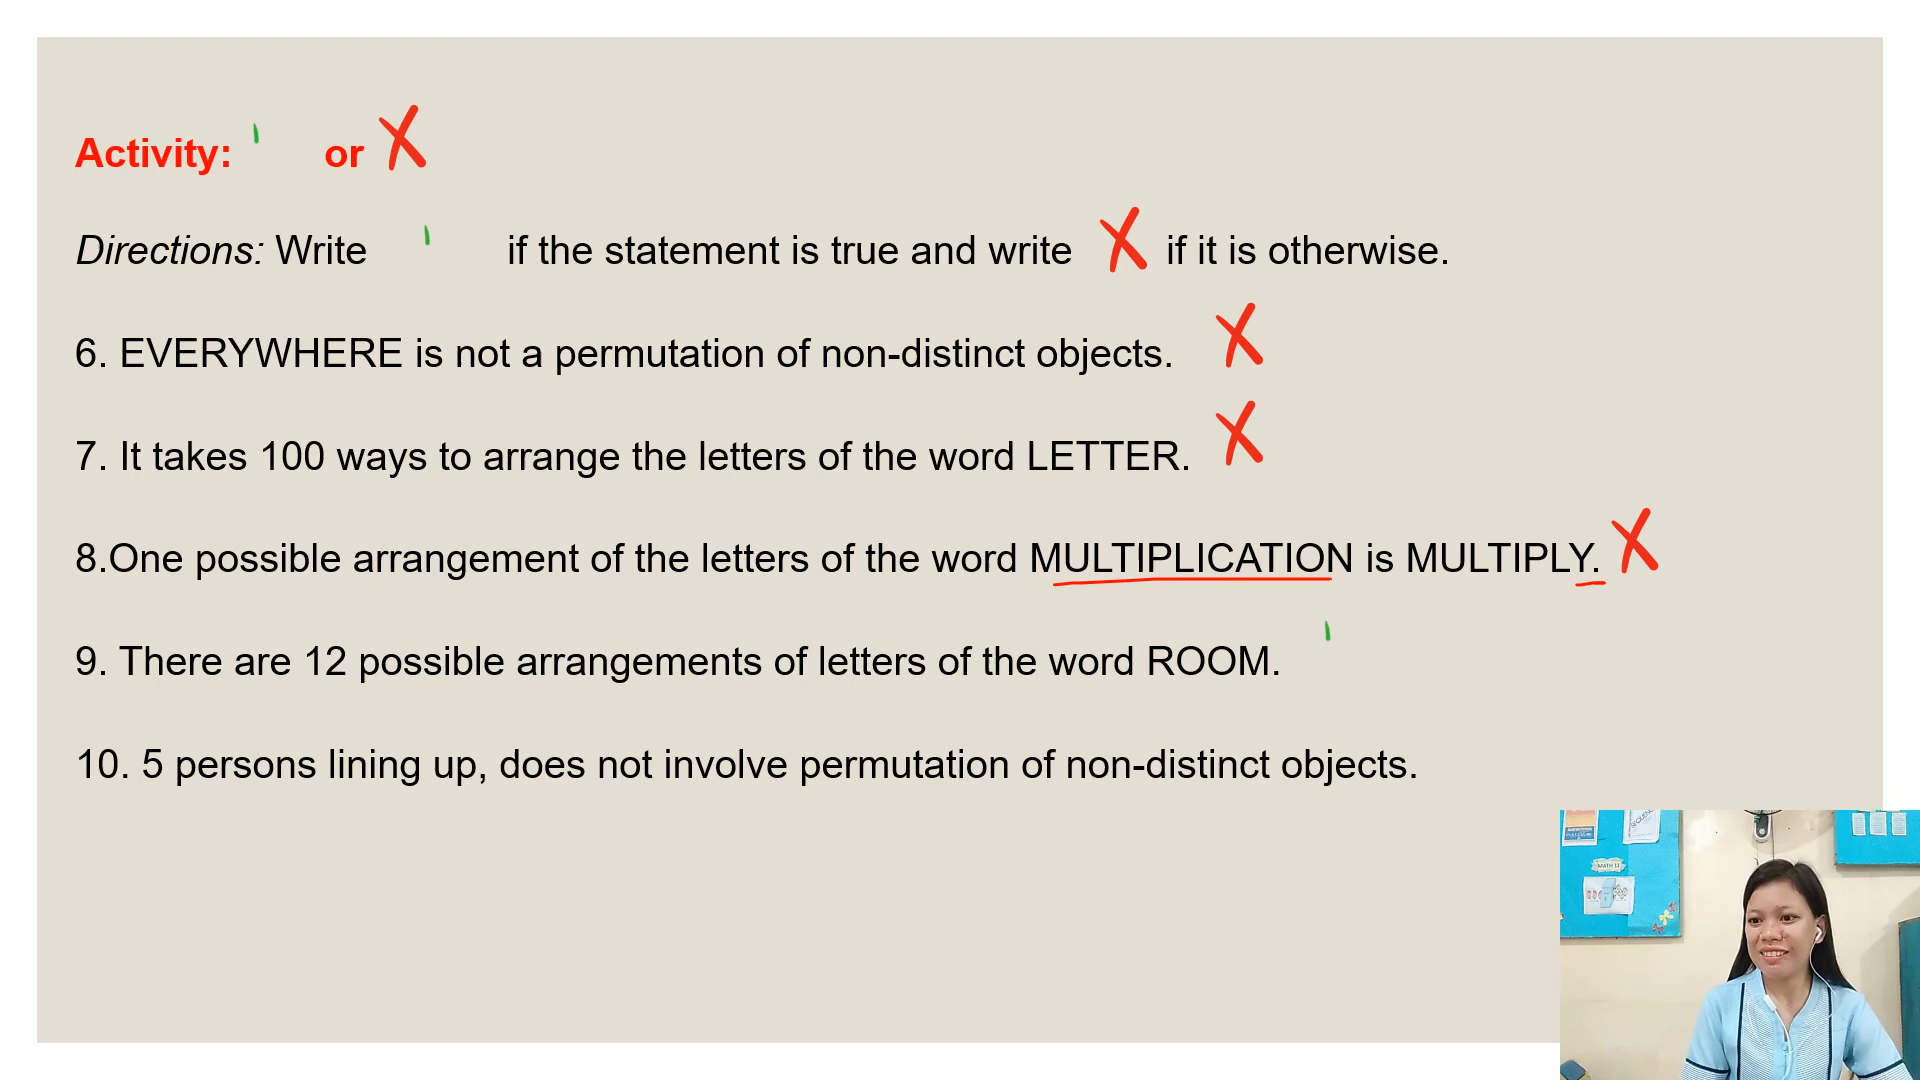 Activity: or X
Directions: Write if the statement is true and write X if it is otherwise.
6. EVERYWHERE is not a permutation of non-distinct objects. X
7. It takes 100 ways to arrange the letters of the word LETTER. X
8.One possible arrangement of the letters of the word MULTIPLICATION is MULTIPLY. X
9. There are 12 possible arrangements of letters of the word ROOM.
10. 5 persons lining up, does not involve permutation of non-distinct objects.